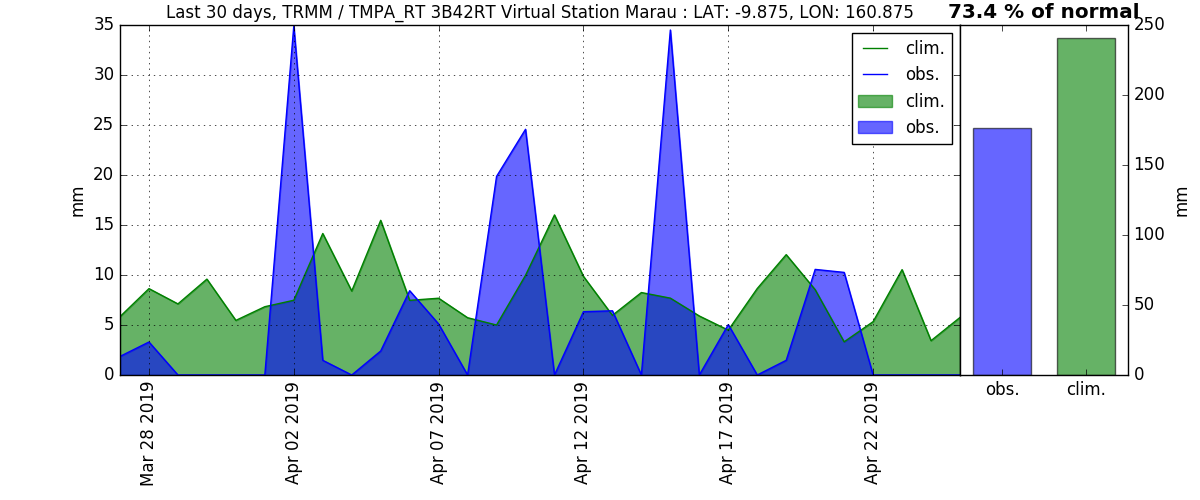 Last 30 days, TRMM / TMPA_RT 3B42RT Virtual Station Marau : LAT: -9.875, LON: 160.875
73.4 % of normal
mm
35
30
25
20
15
10
5
0
clim.
obs.
clim.
obs.
Mar 28 2019
Apr 02 2019
Apr 07 2019
Apr 12 2019
Apr 17 2019
Apr 22 2019
250
200
150
100
50
0
mm
obs.
clim.